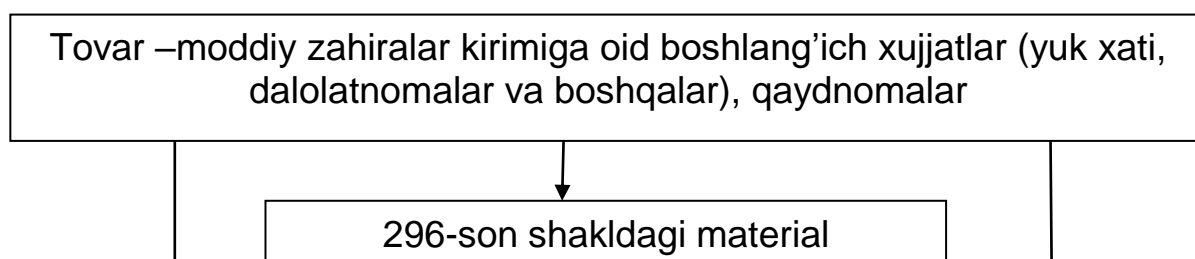 Tovar –moddiy zahiralar kirimiga oid boshlang’ich xujjatlar (yuk xati,
dalolatnomalar va boshqalar), qaydnomalar
296-son shakldagi material